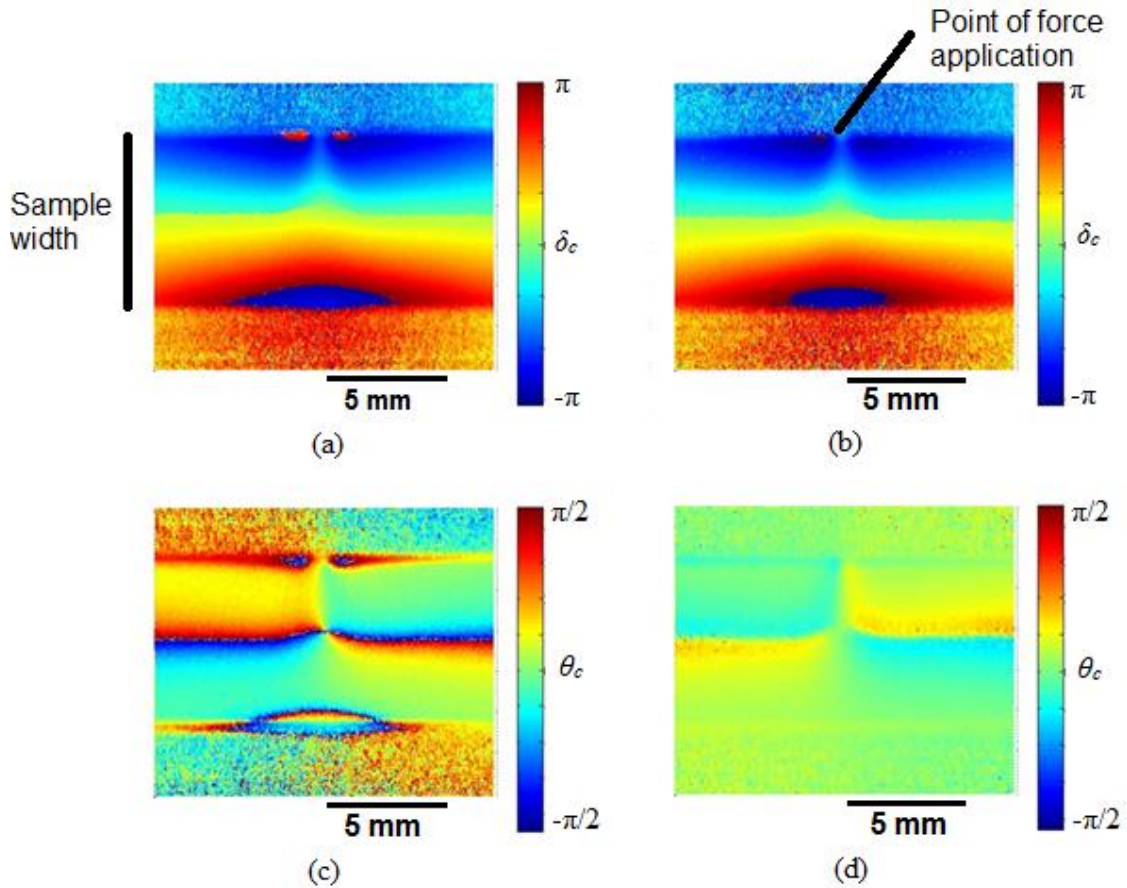 Point of force
application
π
π
Sample
width
δc
δc
-π
-π
5 mm
5 mm
(a)
(b)
π/2
π/2
θc
θc
-π/2
-π/2
5 mm
5 mm
(c)
(d)